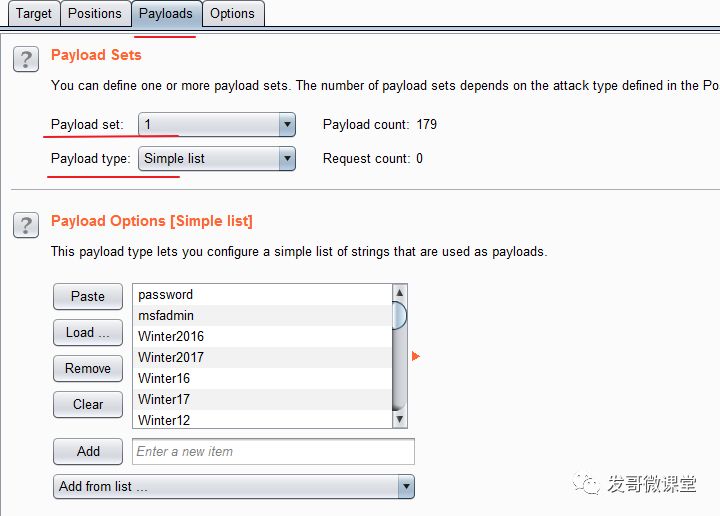 Target Positions Payloads Options
? Payload Sets
You can define one or more payload sets. The number of payload sets depends on the attack type defined in the Po
Payload set: 1 Payload count: 179
Payload type: Simple list Request count: 0
? Payload Options [Simple list]
This payload type lets you configure a simple list of strings that are used as payloads.
Paste password
msfadmin
Load ... Winter2016
Winter2017
Remove Winter16
Clear Winter17
Winter12
Add Enter a new item
Add from list ...
发哥微课堂